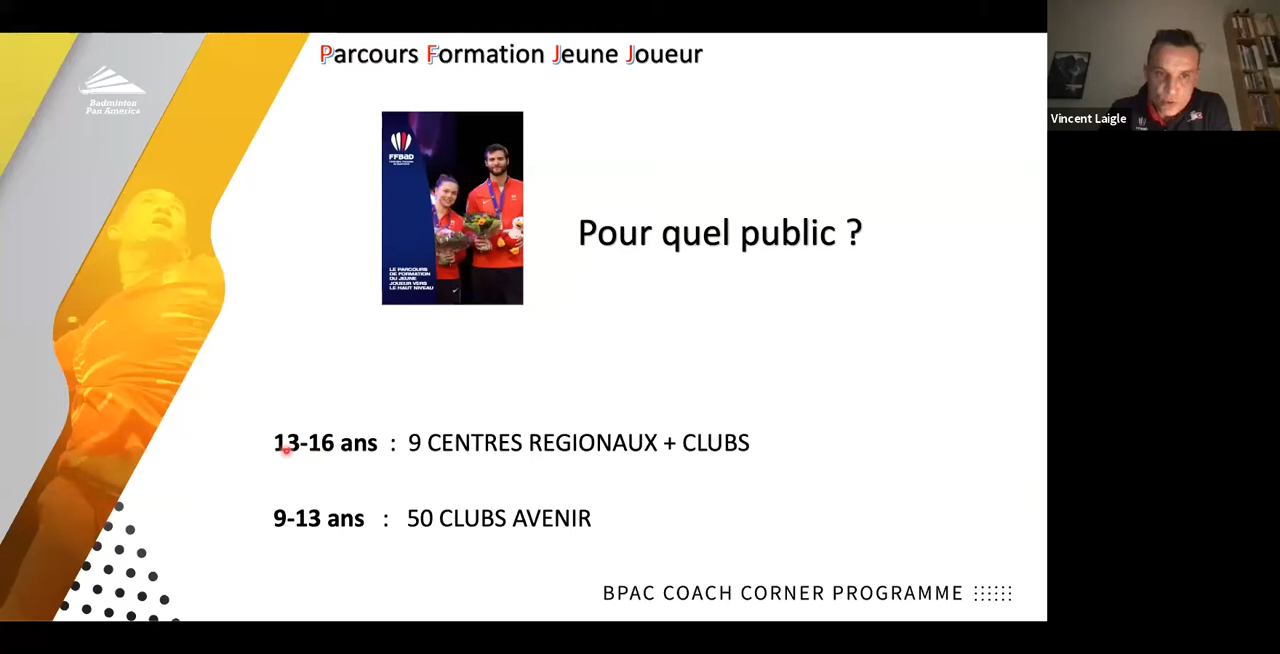 Parcours Formation Jeune Joueur
Badminton
Pan America
Vincent Laigle
FFBaD
LE PARCOURS
DE FORMATION
DU JEUNE
JOUEUR VERS
LE HAUT NIVEAU
Pour quel public ?
13-16 ans : 9 CENTRES REGIONAUX + CLUBS
9-13 ans : 50 CLUBS AVENIR
BPAC COACH CORNER PROGRAMME